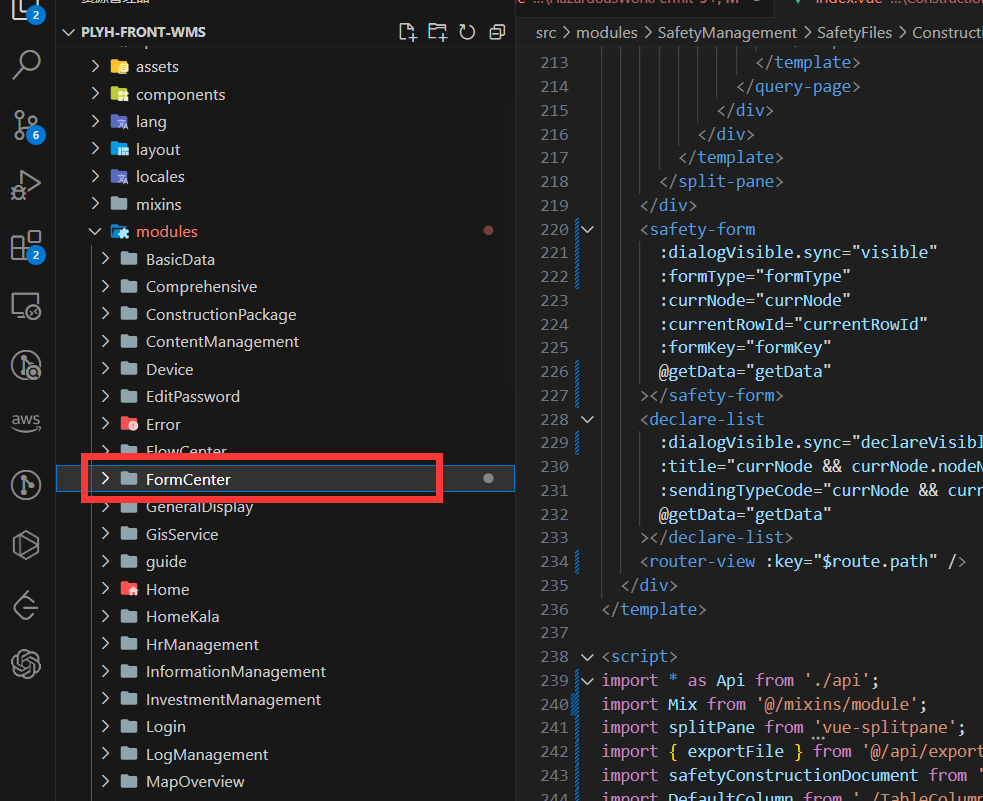 资源管理器
PLYH-FRONT-WMS
assets
components
lang
layout
locales
mixins
modules
BasicData
Comprehensive
ConstructionPackage
ContentManagement
Device
EditPassword
Error
FlowCenter
FormCenter
GeneralDisplay
GisService
guide
Home
HomeKala
HrManagement
InformationManagement
InvestmentManagement
Login
LogManagement
MapOverview
2
6
2
aws
src > modules > SafetyManagement > SafetyFiles > Constructi
213 </template>
214 </query-page>
215 </div>
216 </div>
217 </template>
218 </split-pane>
219 </div>
220 <safety-form
221 :dialogVisible.sync="visible"
222 :formType="formType"
223 :currNode="currNode"
224 :currentRowId="currentRowId"
225 :formKey="formKey"
226 @getData="getData"
227 ></safety-form>
228 <declare-list
229 :dialogVisible.sync="declareVisibl
230 :title="currNode && currNode.nodeN
231 :sendingTypeCode="currNode && curr
232 @getData="getData"
233 ></declare-list>
234 <router-view :key="$route.path" />
235 </div>
236 </template>
237
238 <script>
239 import * as Api from './api';
240 import Mix from '@/mixins/module';
241 import splitPane from 'vue-splitpane';
242 import { exportFile } from '@/api/export
243 import safetyConstructionDocument from '
244 import DefaultColumn from './TableColumn